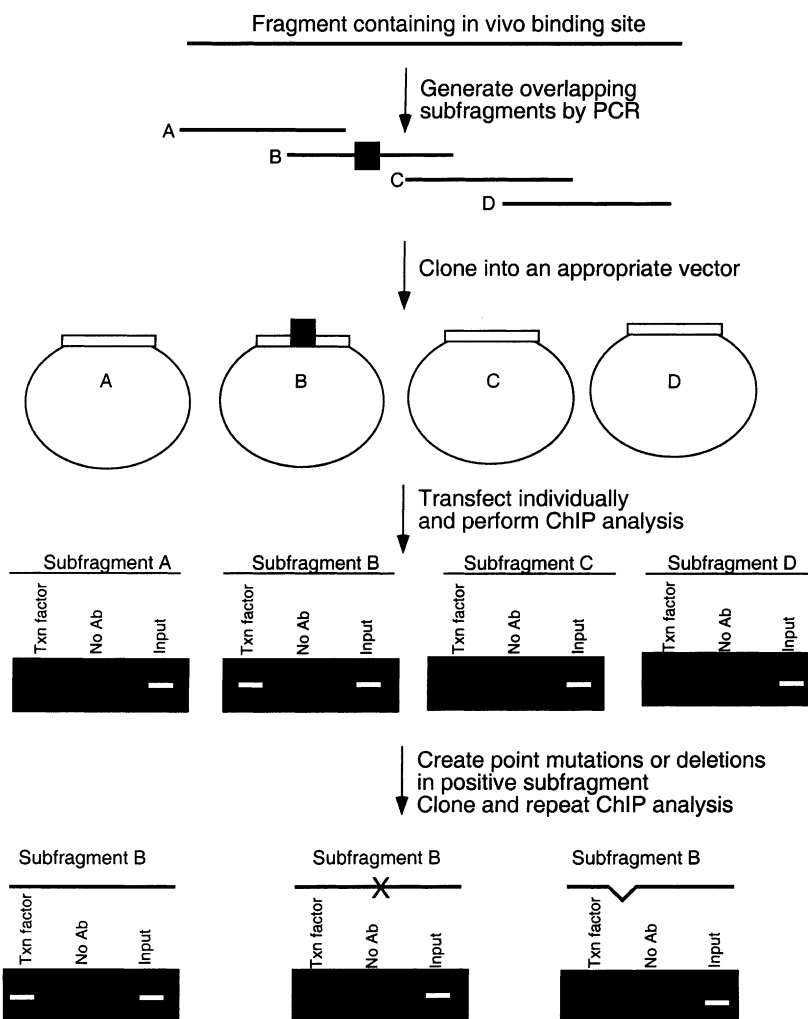 Fragment containing in vivo binding site
Generate overlapping
subfragments by PCR
A
B
C
D
Clone into an appropriate vector
A
B
C
D
Transfect individually
and perform ChIP analysis
Subfragment A
Subfragment B
Subfragment C
Subfragment D
Txn factor
No Ab
Input
Txn factor
No Ab
Input
Txn factor
No Ab
Input
Txn factor
No Ab
Input
Create point mutations or deletions
in positive subfragment
Clone and repeat ChIP analysis
Subfragment B
Subfragment B
Subfragment B
X
Txn factor
No Ab
Input
Txn factor
No Ab
Input
Txn factor
No Ab
Input